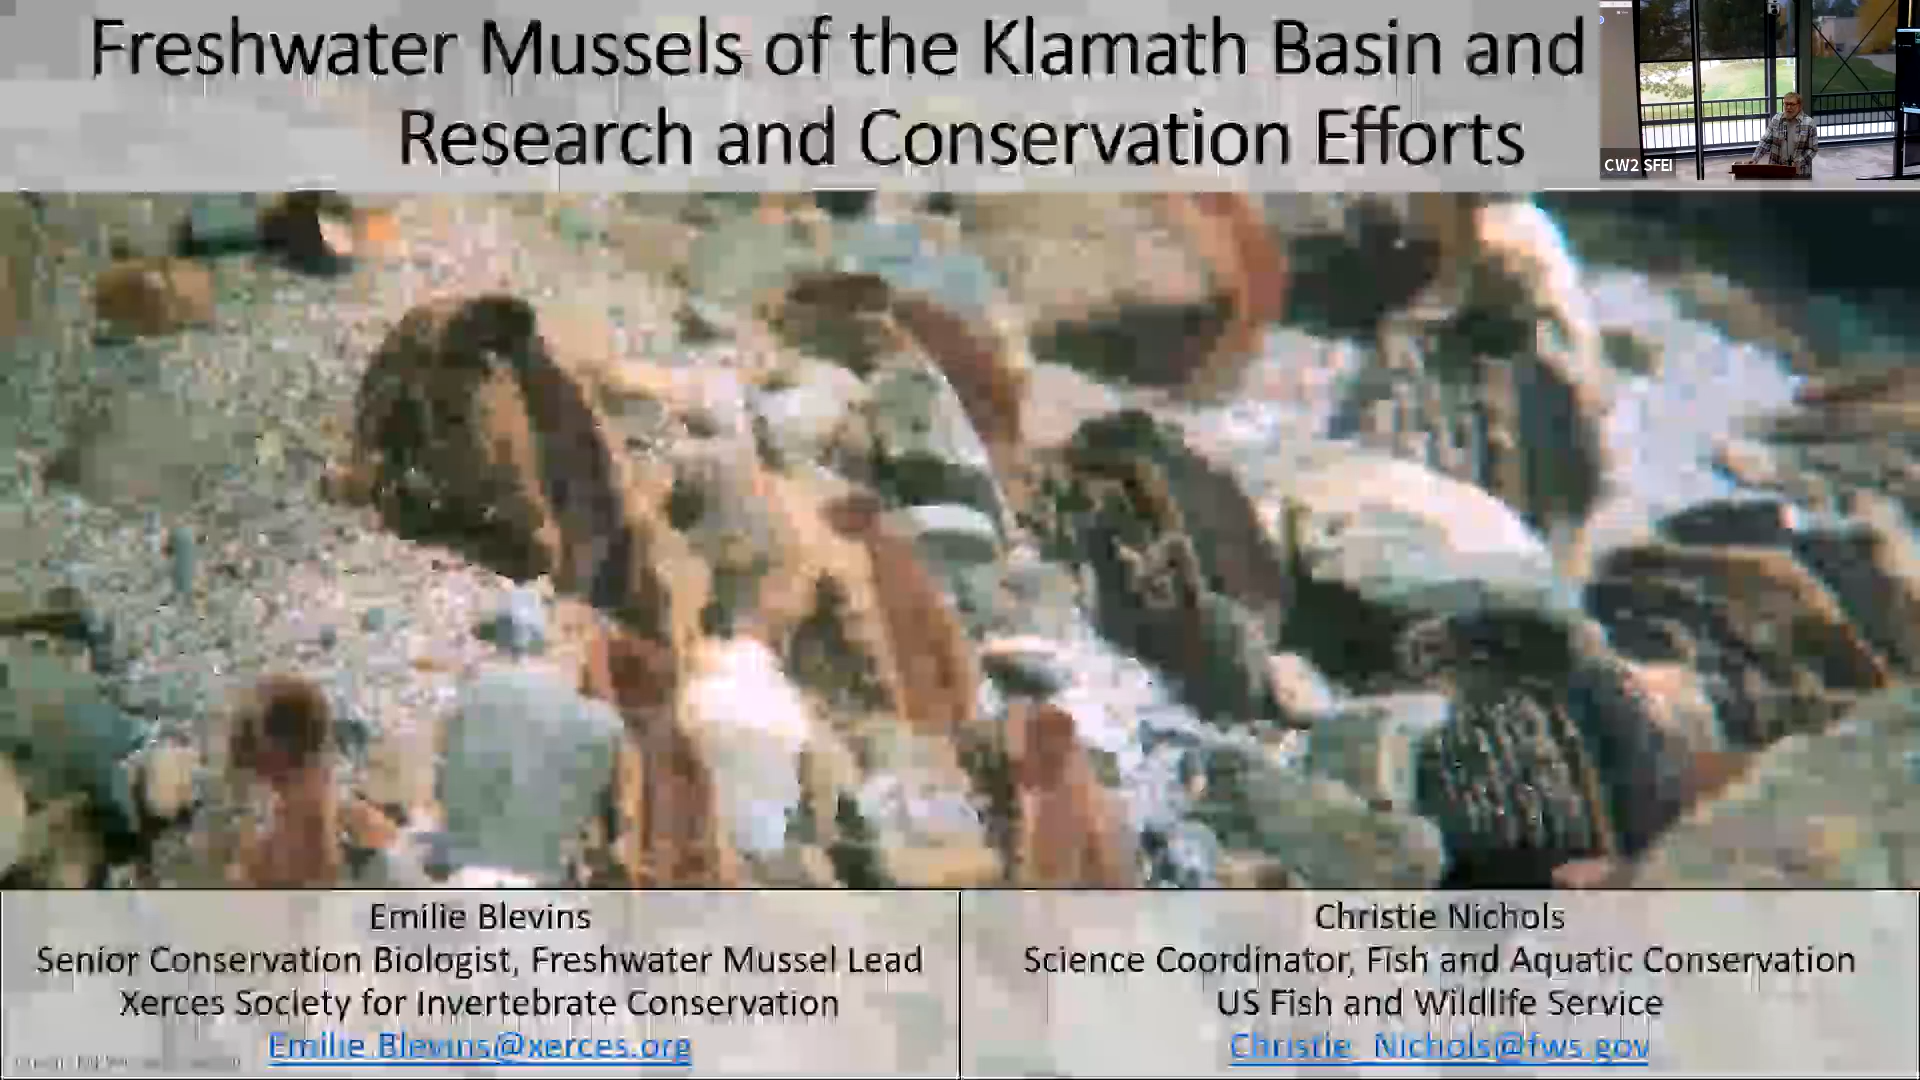 Freshwater Mussels of the Klamath Basin and
Research and Conservation Efforts
CW2 SFEI
Emilie Blevins
Senior Conservation Biologist, Freshwater Mussel Lead
Xerces Society for Invertebrate Conservation
Emilie.Blevins@xerces.org
Christie Nichols
Science Coordinator, Fish and Aquatic Conservation
US Fish and Wildlife Service
Christie_Nichols@fws.gov